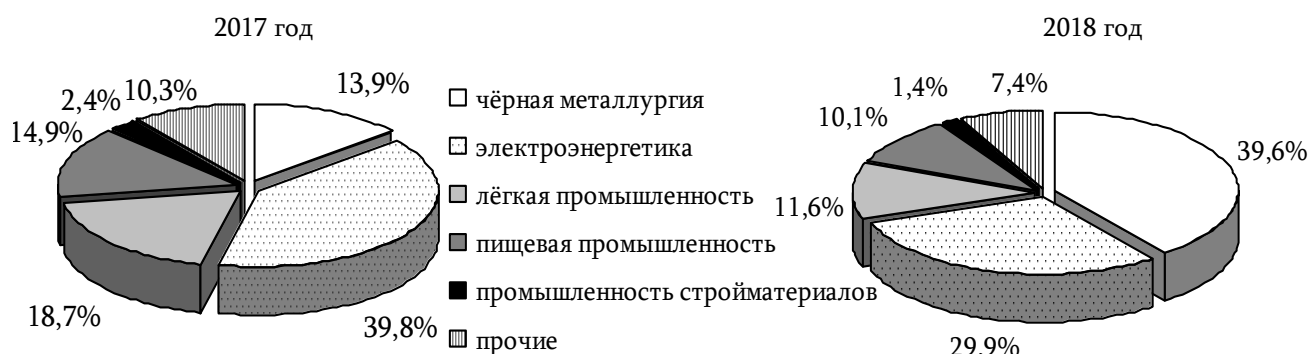 2017 год
13,9%
39,8%
18,7%
14,9%
2,4%
10,3%
чёрная металлургия
электроэнергетика
лёгкая промышленность
пищевая промышленность
промышленность стройматериалов
прочие
2018 год
39,6%
29,9%
11,6%
10,1%
1,4%
7,4%